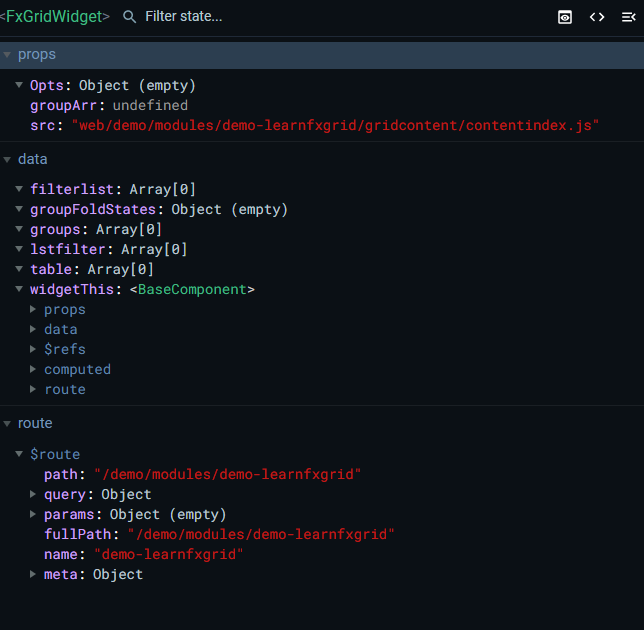 <FxGridWidget> Filter state...
props
Opts: Object (empty)
groupArr: undefined
src: "web/demo/modules/demo-learnfxgrid/gridcontent/contentindex.js"
data
filterlist: Array[0]
groupFoldStates: Object (empty)
groups: Array[0]
lstfilter: Array[0]
table: Array[0]
widgetThis: <BaseComponent>
props
data
$refs
computed
route
route
$route
path: "/demo/modules/demo-learnfxgrid"
query: Object
params: Object (empty)
fullPath: "/demo/modules/demo-learnfxgrid"
name: "demo-learnfxgrid"
meta: Object